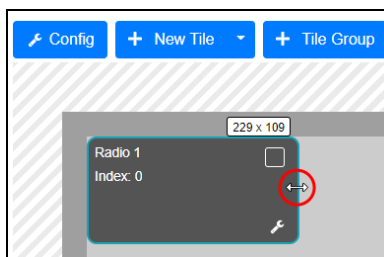 Config
New Tile
Tile Group
229 x 109
Radio 1
Index: 0